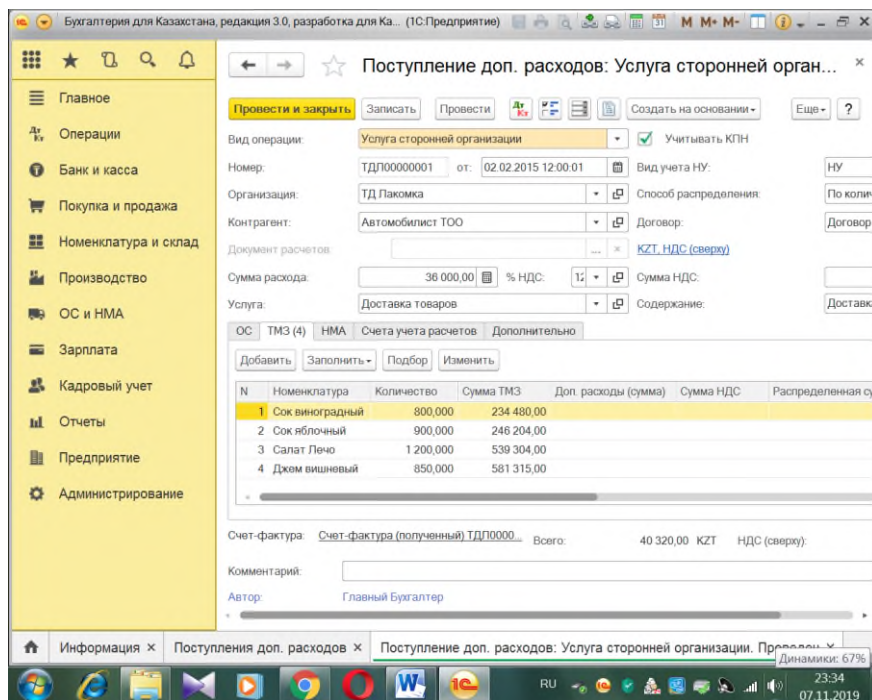 Бухгалтерия для Казахстана, редакция 3.0, разработка для Ка... (1С:Предприятие) M M+ M-
Поступление доп. расходов: Услуга сторонней орган...
Главное
Операции
Банк и касса
Покупка и продажа
Номенклатура и склад
Производство
ОС и НМА
Зарплата
Кадровый учет
Отчеты
Предприятие
Администрирование
Провести и закрыть Записать Провести Создать на основании Еще ?
Вид операции: Услуга сторонней организации Учитывать КПН
Номер: ТДЛ00000001 от: 02.02.2015 12:00:01 Вид учета НУ: НУ
Организация: ТД Лакомка Способ распределения: По колич
Контрагент: Автомобилист ТОО Договор: Договор
Документ расчетов: KZT, НДС (сверху)
Сумма расхода: 36 000,00 % НДС: 12 Сумма НДС:
Услуга: Доставка товаров Содержание: Доставка
ОС ТМЗ (4) НМА Счета учета расчетов Дополнительно
Добавить Заполнить Подбор Изменить
N Номенклатура Количество Сумма ТМЗ Доп. расходы (сумма) Сумма НДС Распределенная су
1 Сок виноградный 800,000 234 480,00
2 Сок яблочный 900,000 246 204,00
3 Салат Лечо 1 200,000 539 304,00
4 Джем вишневый 850,000 581 315,00
Счет-фактура: Счет-фактура (полученный) ТДЛ0000... Всего: 40 320,00 KZT НДС (сверху):
Комментарий:
Автор: Главный Бухгалтер
Информация × Поступления доп. расходов × Поступление доп. расходов: Услуга сторонней организации. Проведен ×
Динамики: 67%
RU 23:34
07.11.2019